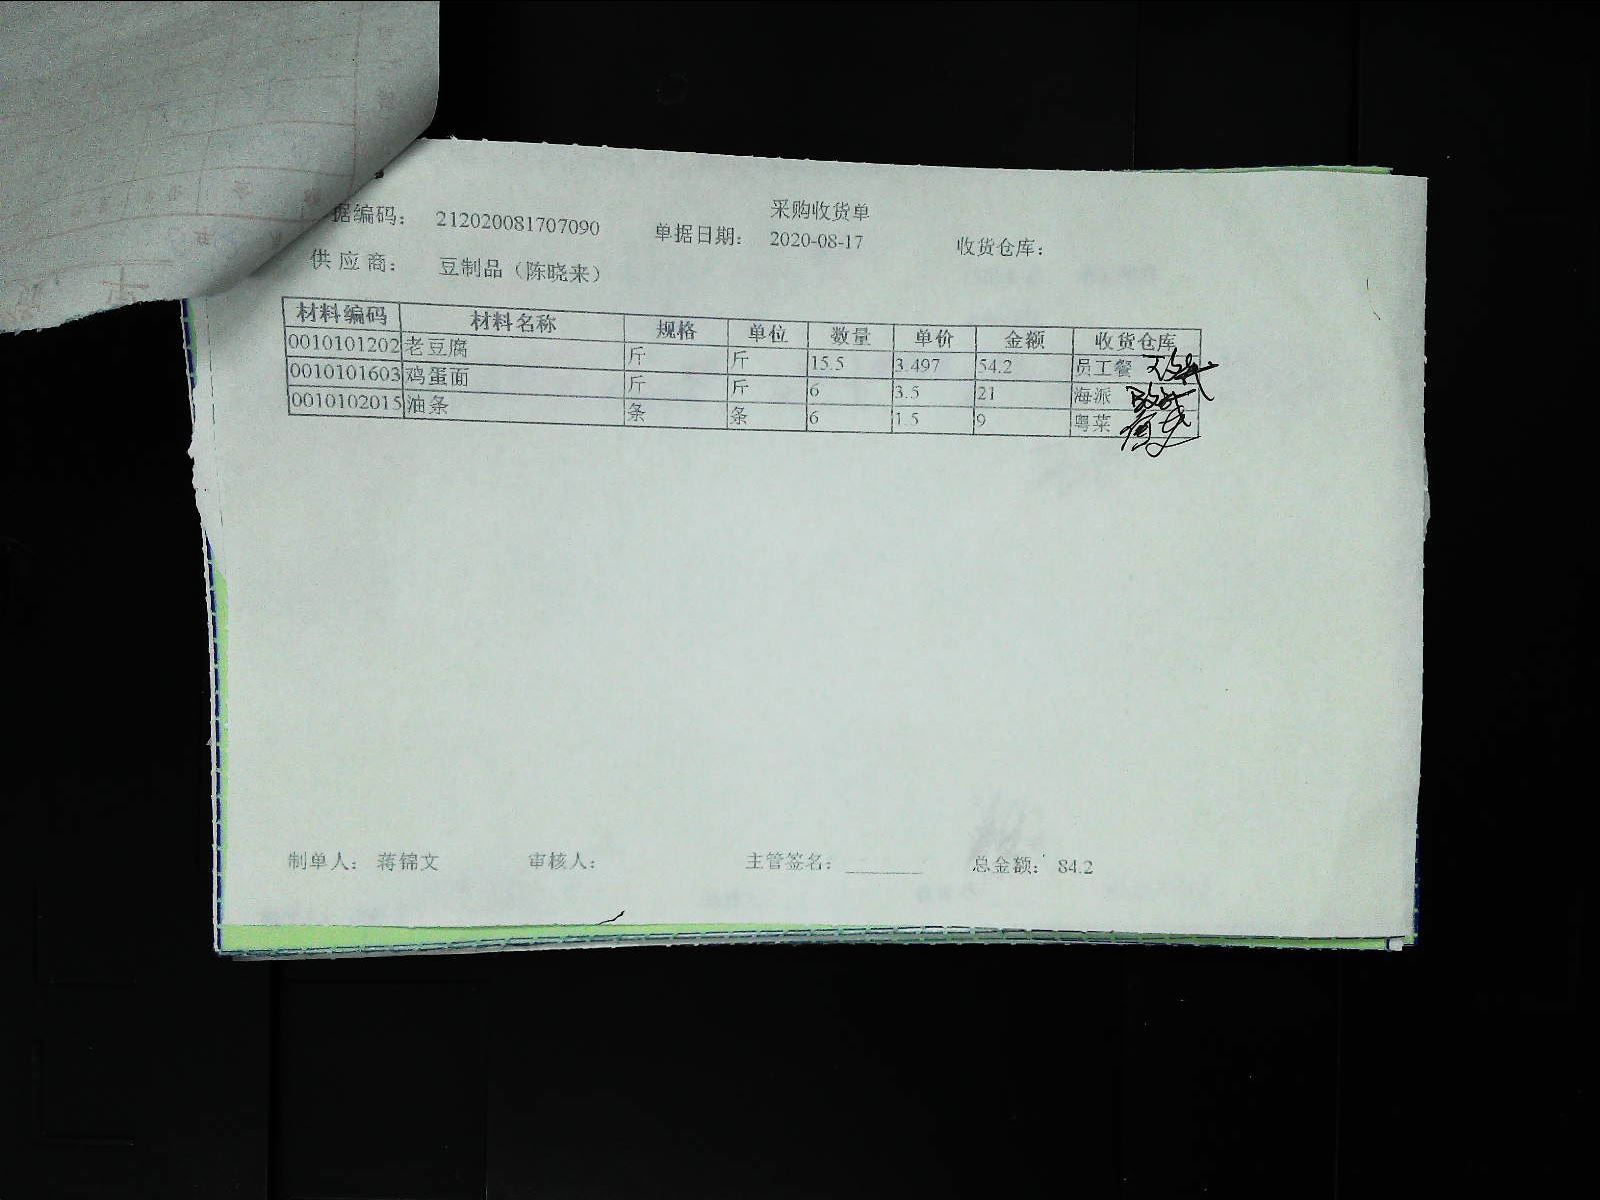 采购收货单
据编码: 212020081707090 单据日期: 2020-08-17 收货仓库:
供应商: 豆制品（陈晓来）
材料编码 材料名称 规格 单位 数量 单价 金额 收货仓库
0010101202 老豆腐 斤 斤 15.5 3.497 54.2 员工餐
0010101603 鸡蛋面 斤 斤 6 3.5 21 海派
0010102015 油条 条 条 6 1.5 9 粤菜
制单人: 蒋锦文 审核人: 主管签名: ________ 总金额: 84.2